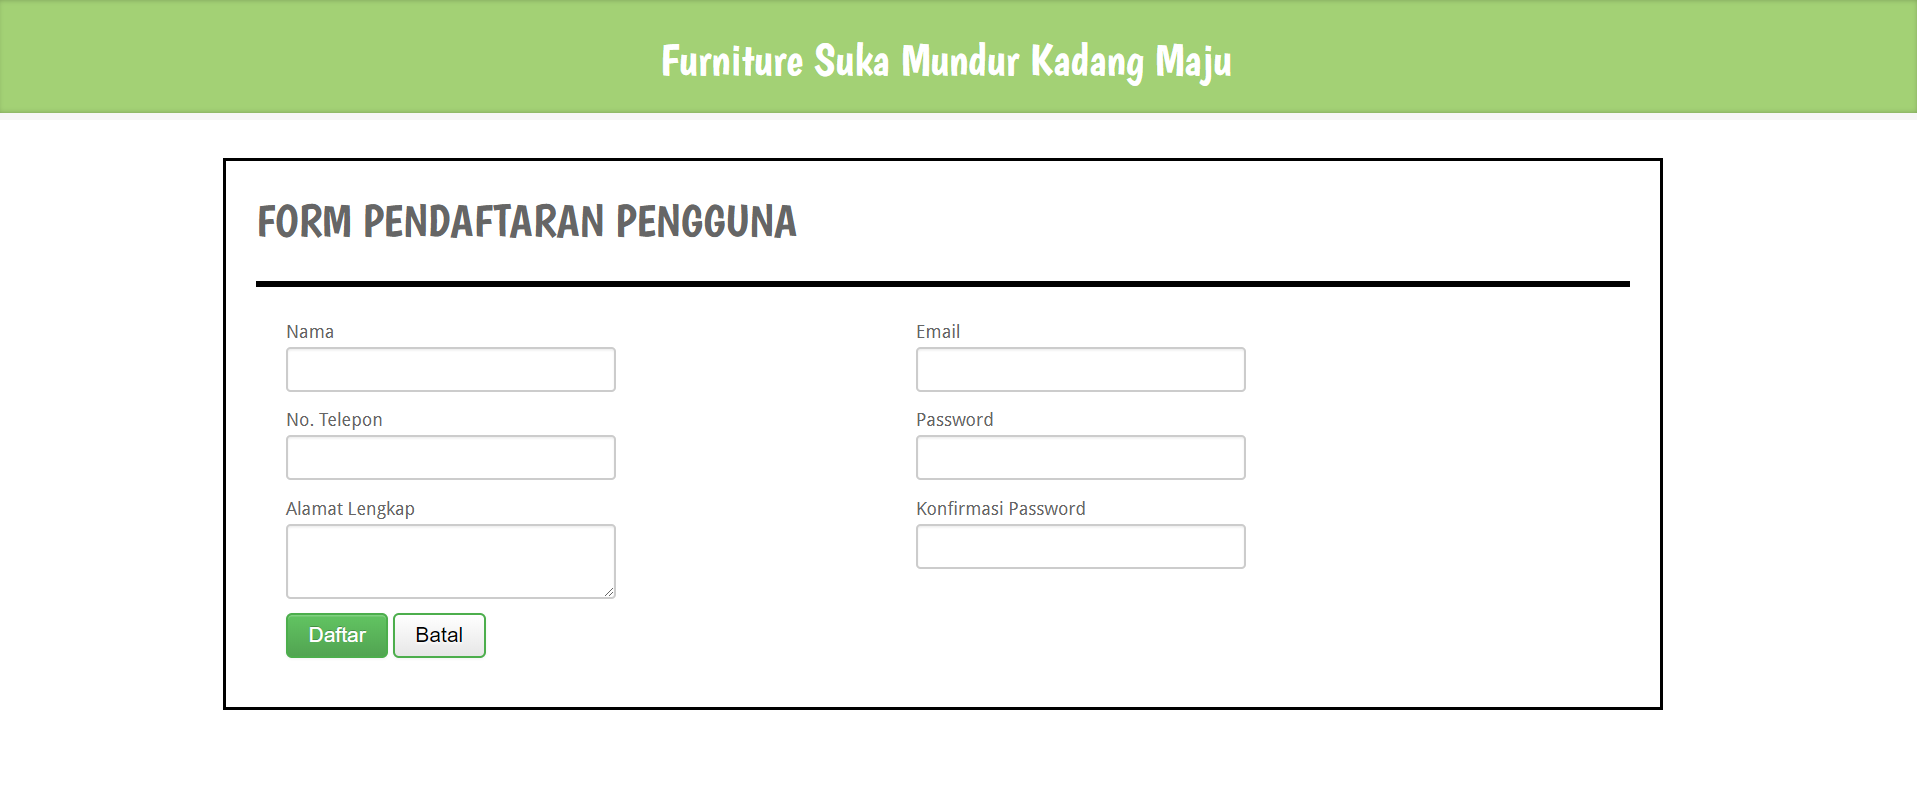 Furniture Suka Mundur Kadang Maju
FORM PENDAFTARAN PENGGUNA
Nama
Email
No. Telepon
Password
Alamat Lengkap
Konfirmasi Password
Daftar
Batal